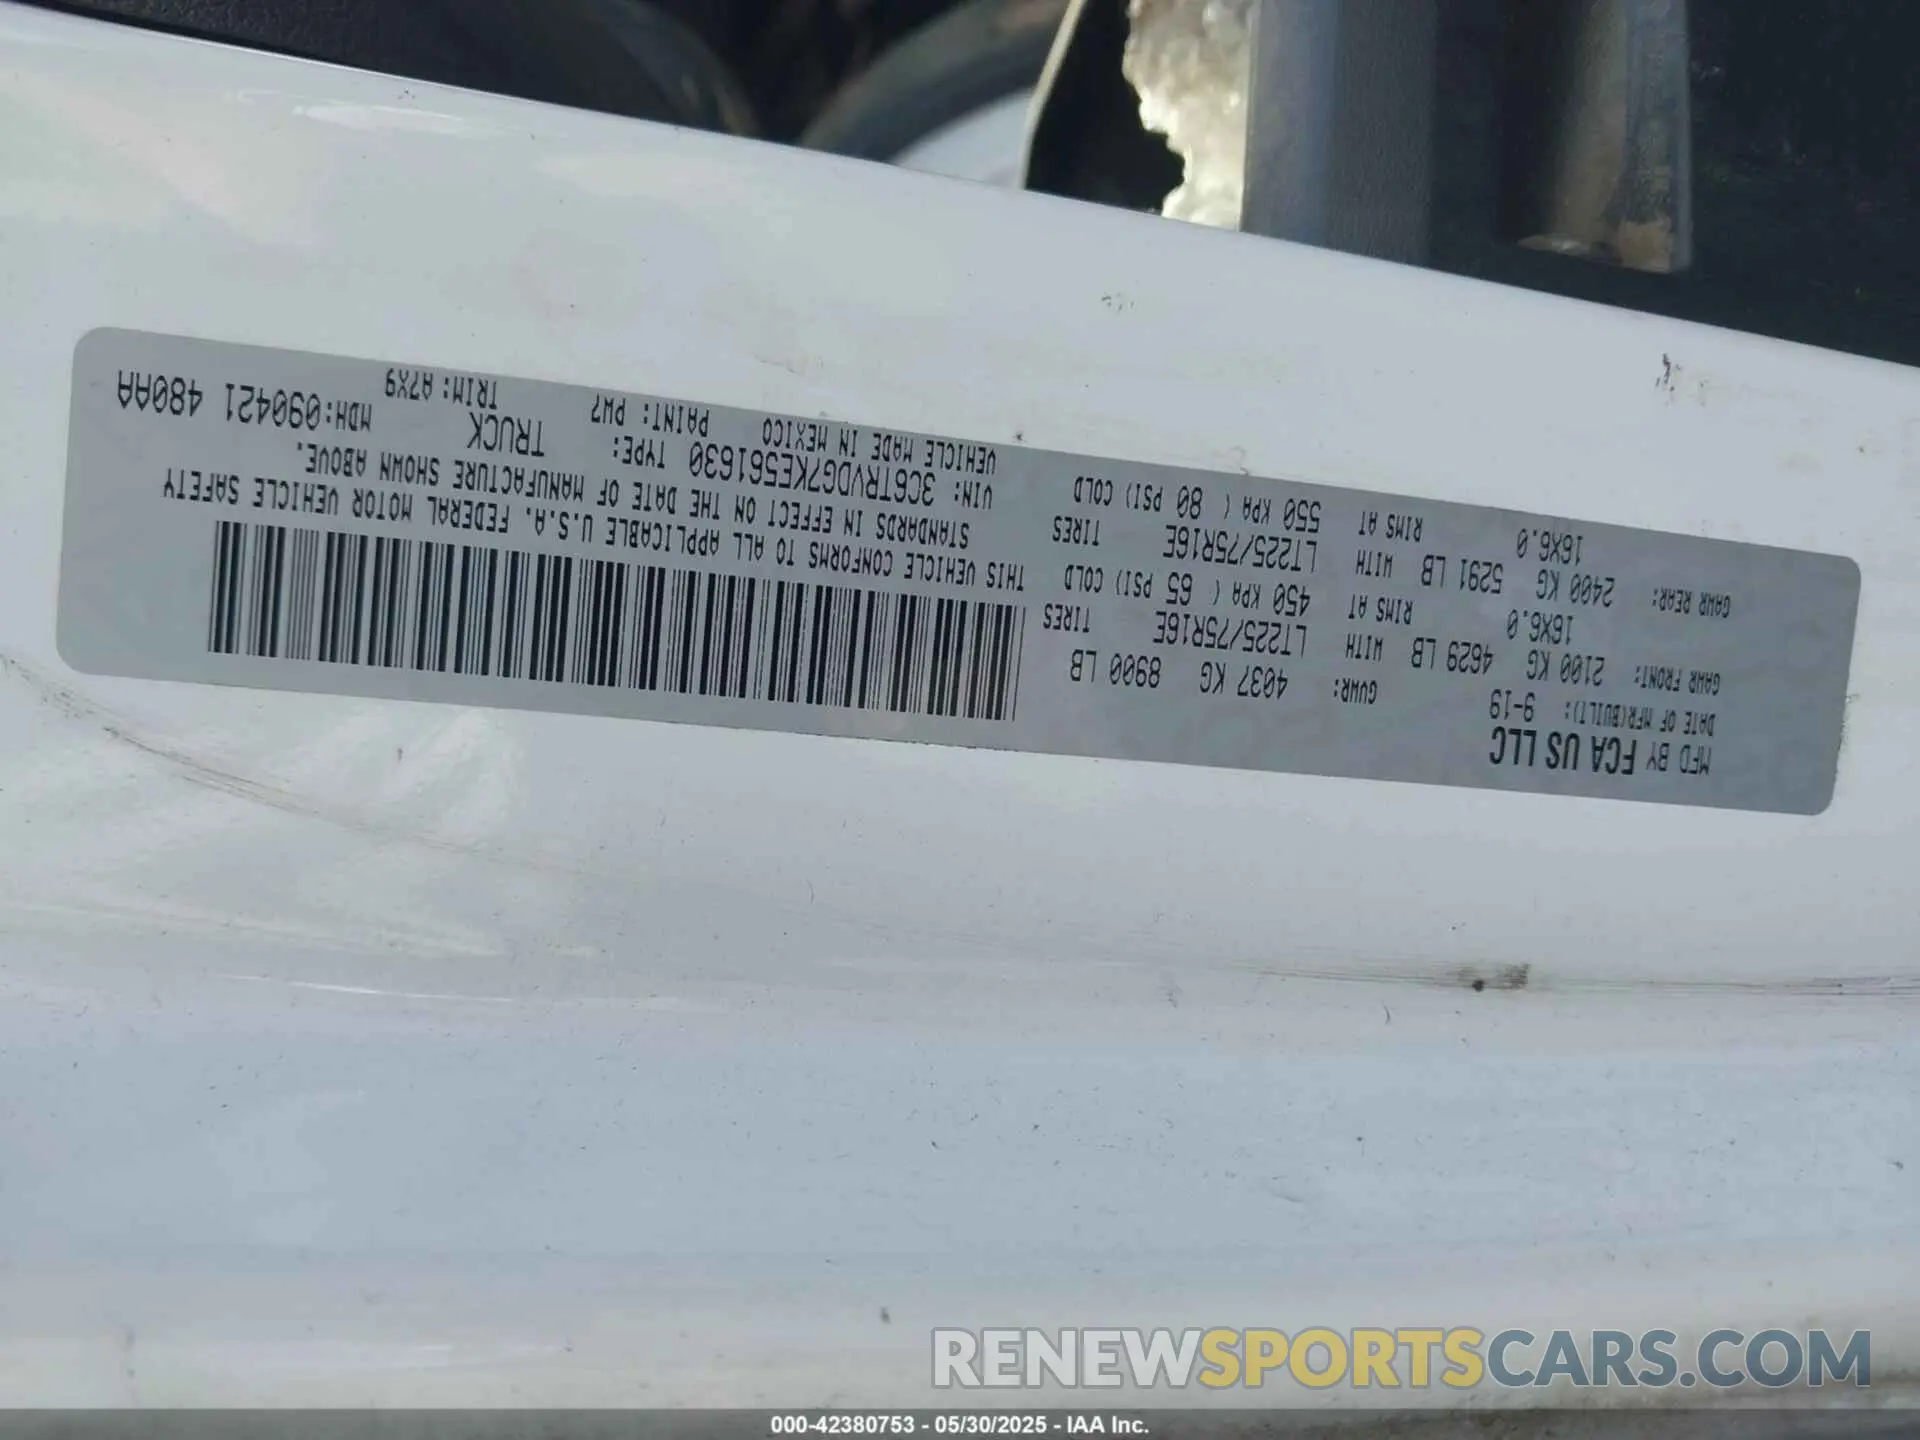 MFD BY FCA US LLC
DATE OF MFR(BUILT): 9-19 GVWR: 4037 KG 8900 LB
GAWR FRONT: 2100 KG 4629 LB WITH LT225/75R16E TIRES
16X6.0 RIMS AT 450 KPA ( 65 PSI) COLD
GAWR REAR: 2400 KG 5291 LB WITH LT225/75R16E TIRES
16X6.0 RIMS AT 550 KPA ( 80 PSI) COLD
THIS VEHICLE CONFORMS TO ALL APPLICABLE U.S.A. FEDERAL MOTOR VEHICLE SAFETY
STANDARDS IN EFFECT ON THE DATE OF MANUFACTURE SHOWN ABOVE.
VIN: 3C6TRVDG7KE561630 TYPE: TRUCK MDH:090421 480AA
VEHICLE MADE IN MEXICO PAINT: PW7 TRIM:A7X9
RENEWSPORTSCARS.COM
000-42380753 - 05/30/2025 - IAA Inc.